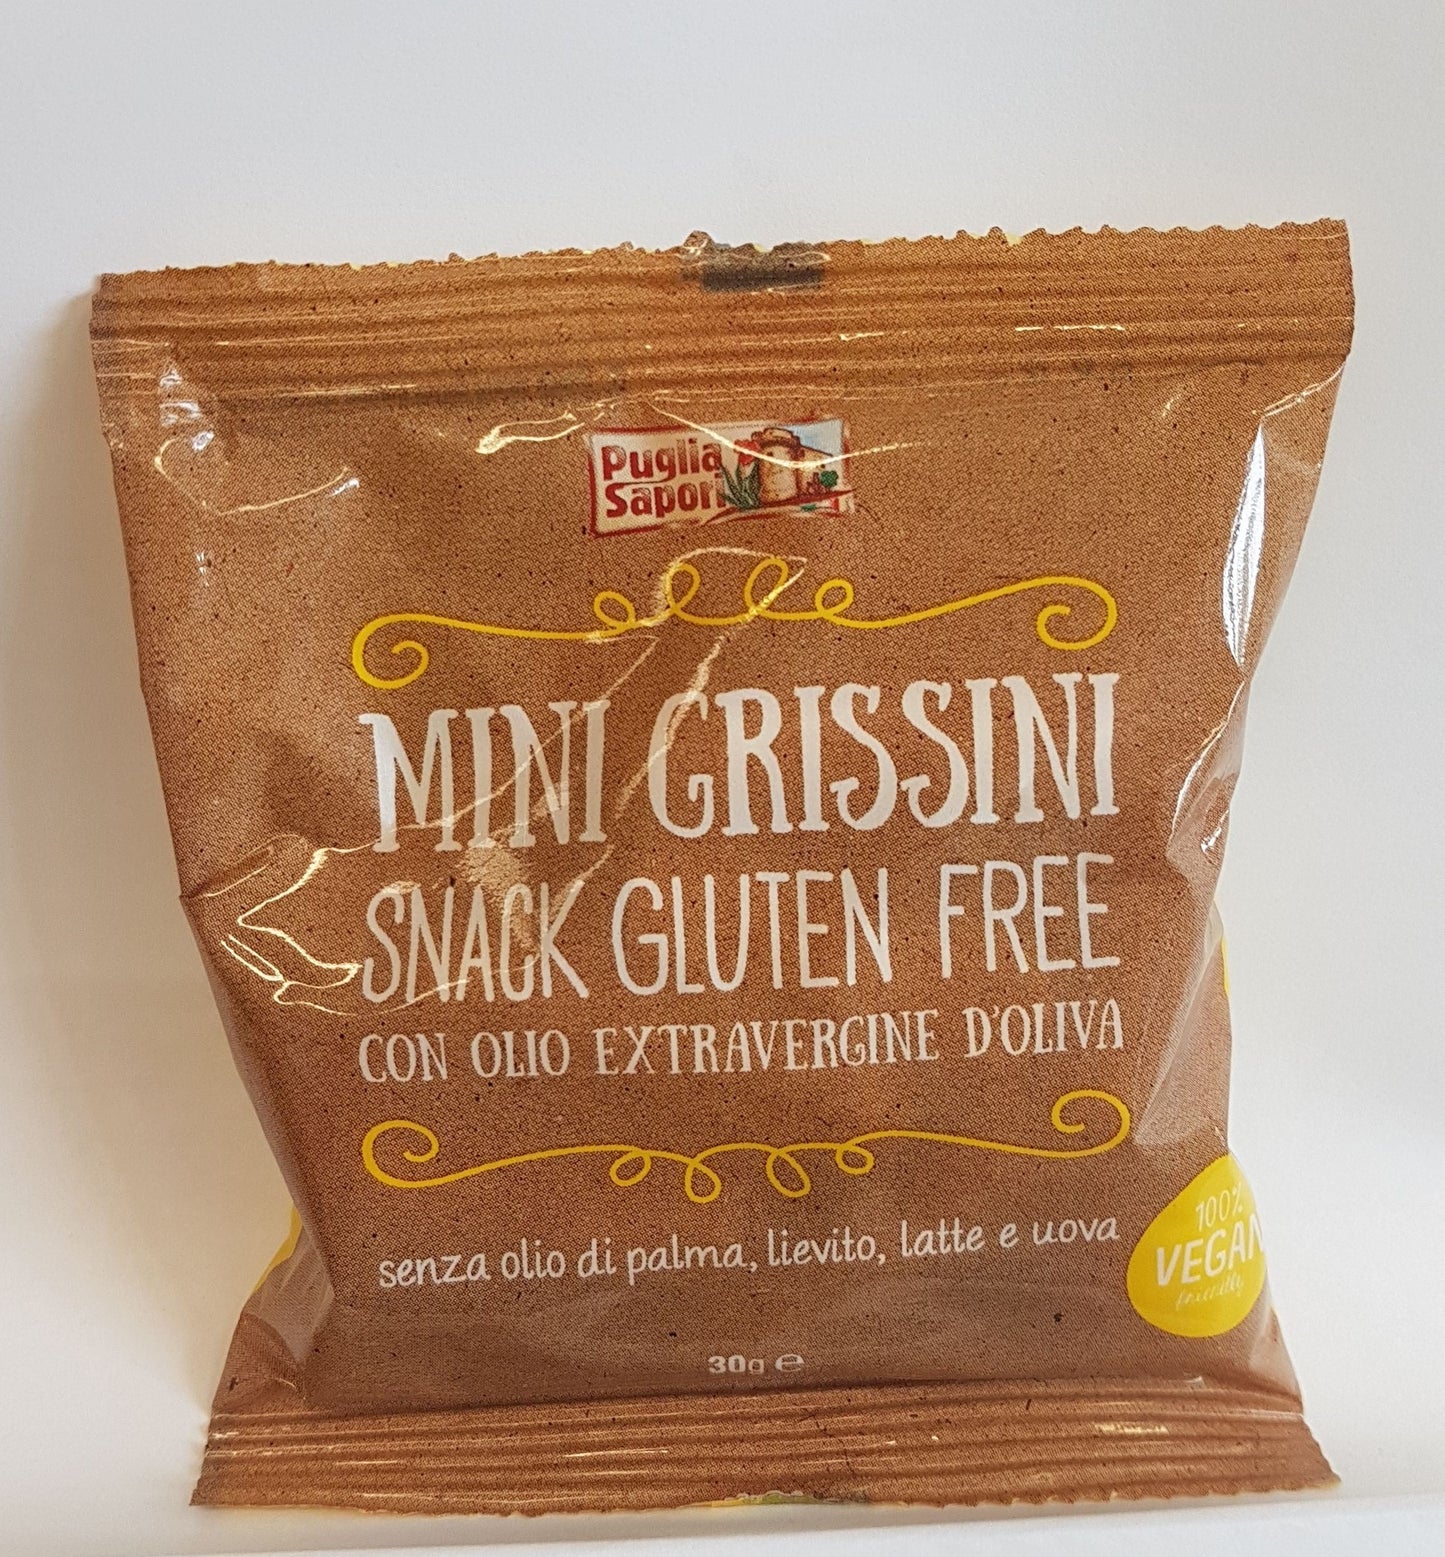 Puglia
Sapori
MINI GRISSINI
SNACK GLUTEN FREE
CON OLIO EXTRAVERGINE D'OLIVA
senza olio di palma, lievito, latte e uova
100%
VEGAN
friendly
30g ℮